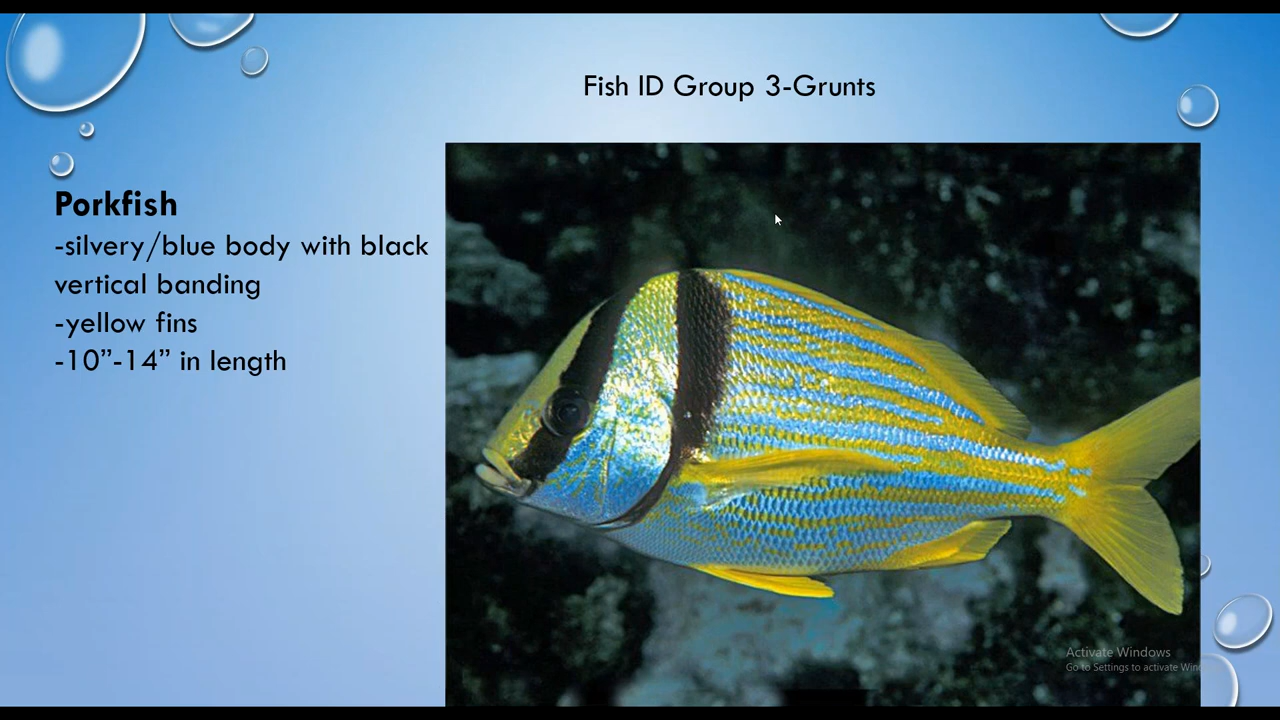 Fish ID Group 3-Grunts
Porkfish
-silvery/blue body with black
vertical banding
-yellow fins
-10”-14” in length
Activate Windows
Go to Settings to activate